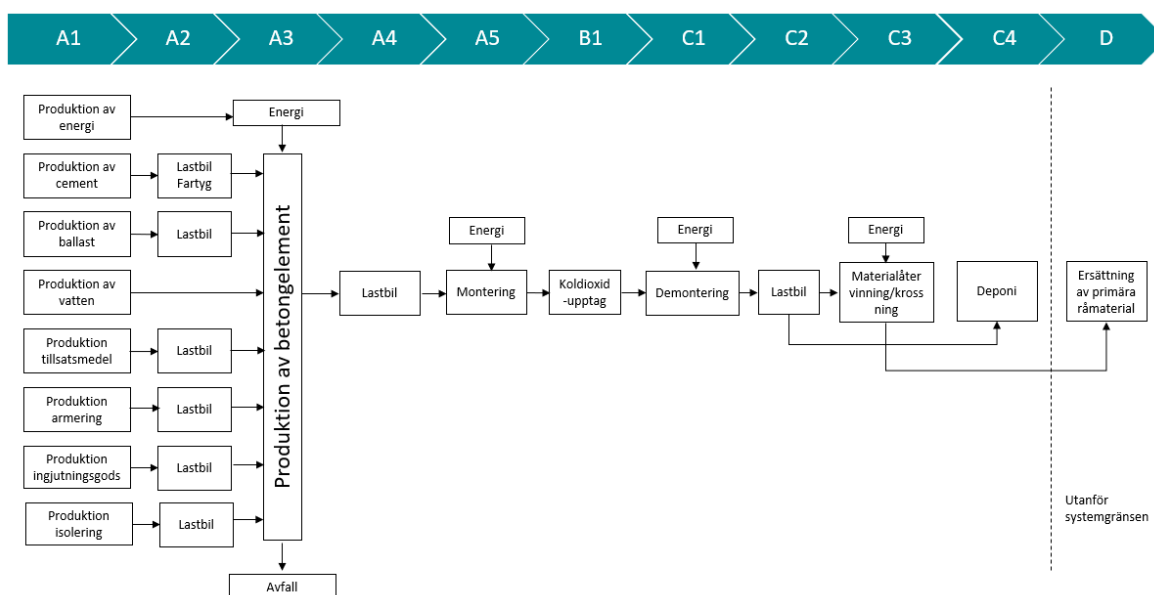 A1
A2
A3
A4
A5
B1
C1
C2
C3
C4
D
Produktion av
energi
Energi
Produktion av
cement
Lastbil
Fartyg
Produktion av
ballast
Lastbil
Produktion av
vatten
Produktion
tillsatsmedel
Lastbil
Produktion
armering
Lastbil
Produktion
ingjutningsgods
Lastbil
Produktion
isolering
Lastbil
Produktion av betongelement
Avfall
Lastbil
Energi
Montering
Koldioxid
-upptag
Energi
Demontering
Lastbil
Energi
Materialåter
vinning/kross
ning
Deponi
Ersättning
av primära
råmaterial
Utanför
systemgränsen